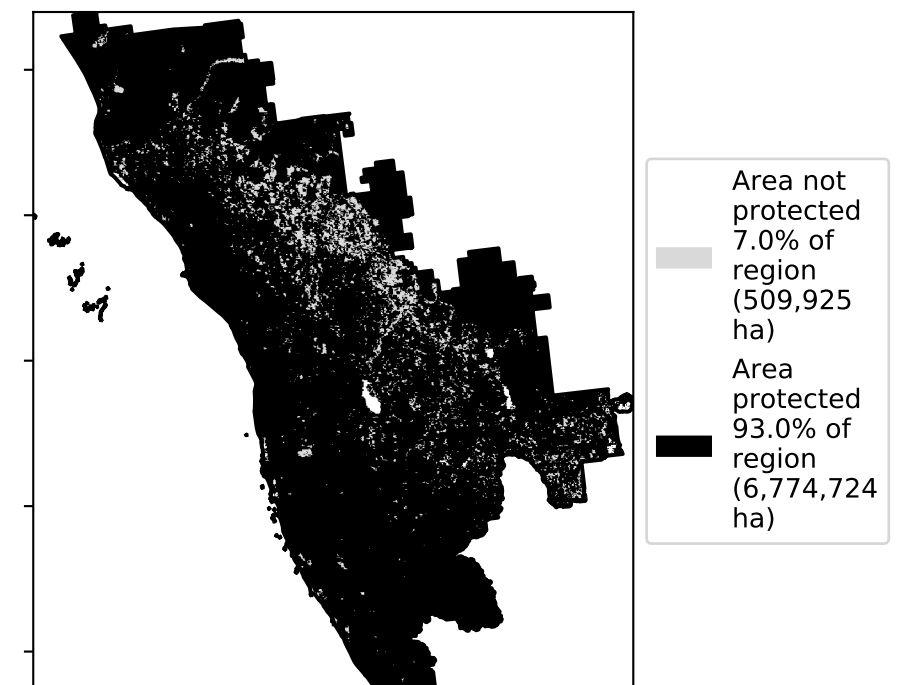 Area not
protected
7.0% of
region
(509,925
ha)
Area
protected
93.0% of
region
(6,774,724
ha)